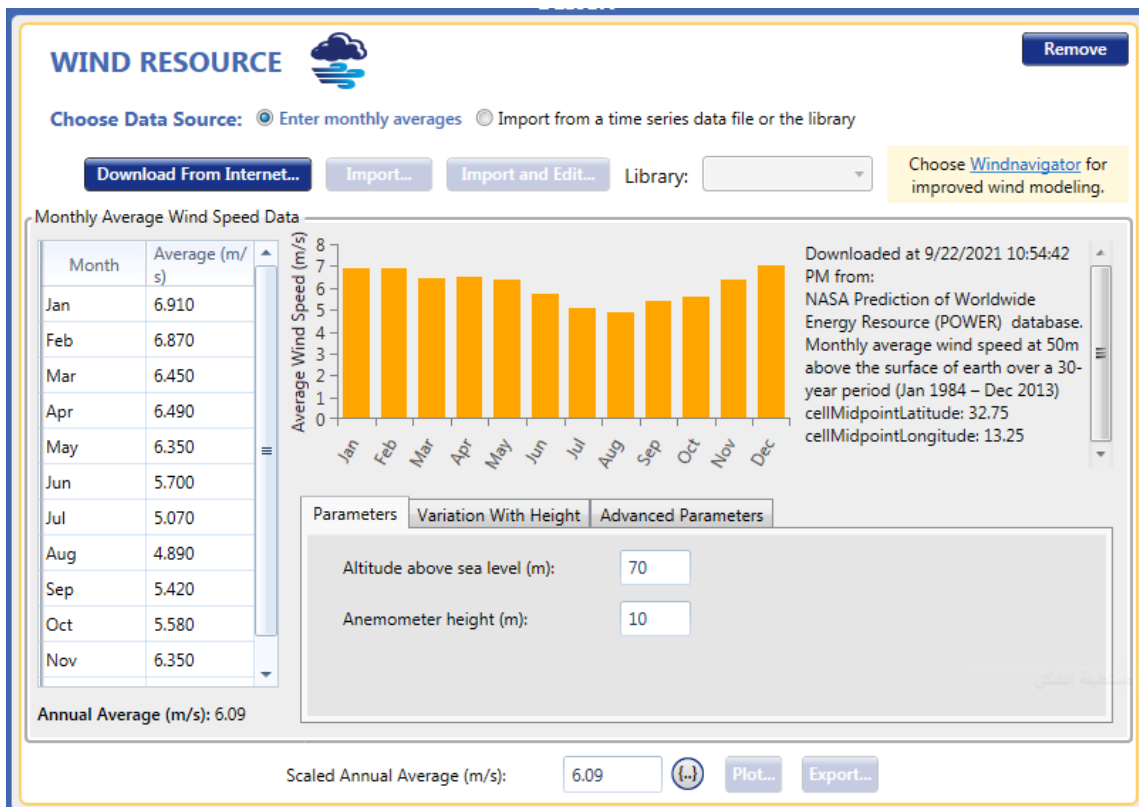 WIND RESOURCE
Remove
Choose Data Source: Enter monthly averages Import from a time series data file or the library
Download From Internet... Import... Import and Edit... Library:
Choose Windnavigator for
improved wind modeling.
Monthly Average Wind Speed Data
Month Average (m/
s)
Jan 6.910
Feb 6.870
Mar 6.450
Apr 6.490
May 6.350
Jun 5.700
Jul 5.070
Aug 4.890
Sep 5.420
Oct 5.580
Nov 6.350
Annual Average (m/s): 6.09
Average Wind Speed (m/s)
8
7
6
5
4
3
2
1
0
Jan Feb Mar Apr May Jun Jul Aug Sep Oct Nov Dec
Downloaded at 9/22/2021 10:54:42
PM from:
NASA Prediction of Worldwide
Energy Resource (POWER) database.
Monthly average wind speed at 50m
above the surface of earth over a 30-
year period (Jan 1984 – Dec 2013)
cellMidpointLatitude: 32.75
cellMidpointLongitude: 13.25
Parameters Variation With Height Advanced Parameters
Altitude above sea level (m): 70
Anemometer height (m): 10
Scaled Annual Average (m/s): 6.09 {..} Plot... Export...